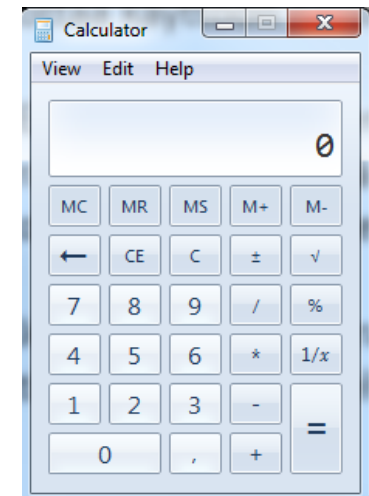 Calculator
View Edit Help
0
MC MR MS M+ M-
← CE C ± √
7 8 9 / %
4 5 6 * 1/x
1 2 3 - =
0 , +